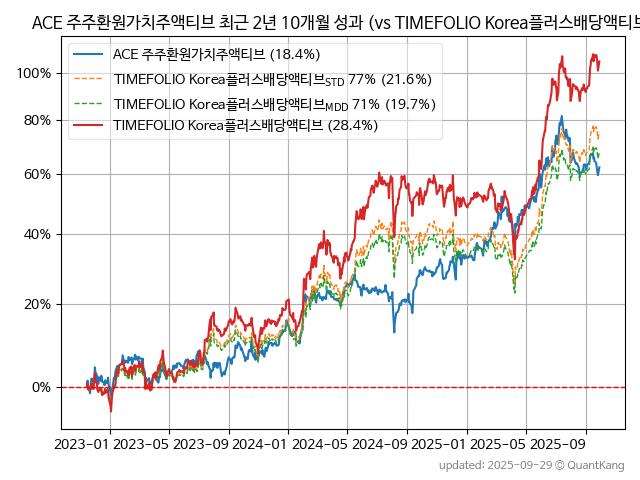 ACE 주주환원가치주액티브 최근 2년 10개월 성과 (vs TIMEFOLIO Korea플러스배당액티브
ACE 주주환원가치주액티브 (18.4%)
TIMEFOLIO Korea플러스배당액티브STD 77% (21.6%)
TIMEFOLIO Korea플러스배당액티브MDD 71% (19.7%)
TIMEFOLIO Korea플러스배당액티브 (28.4%)
100%
80%
60%
40%
20%
0%
2023-01 2023-05 2023-09 2024-01 2024-05 2024-09 2025-01 2025-05 2025-09
updated: 2025-09-29 © QuantKang